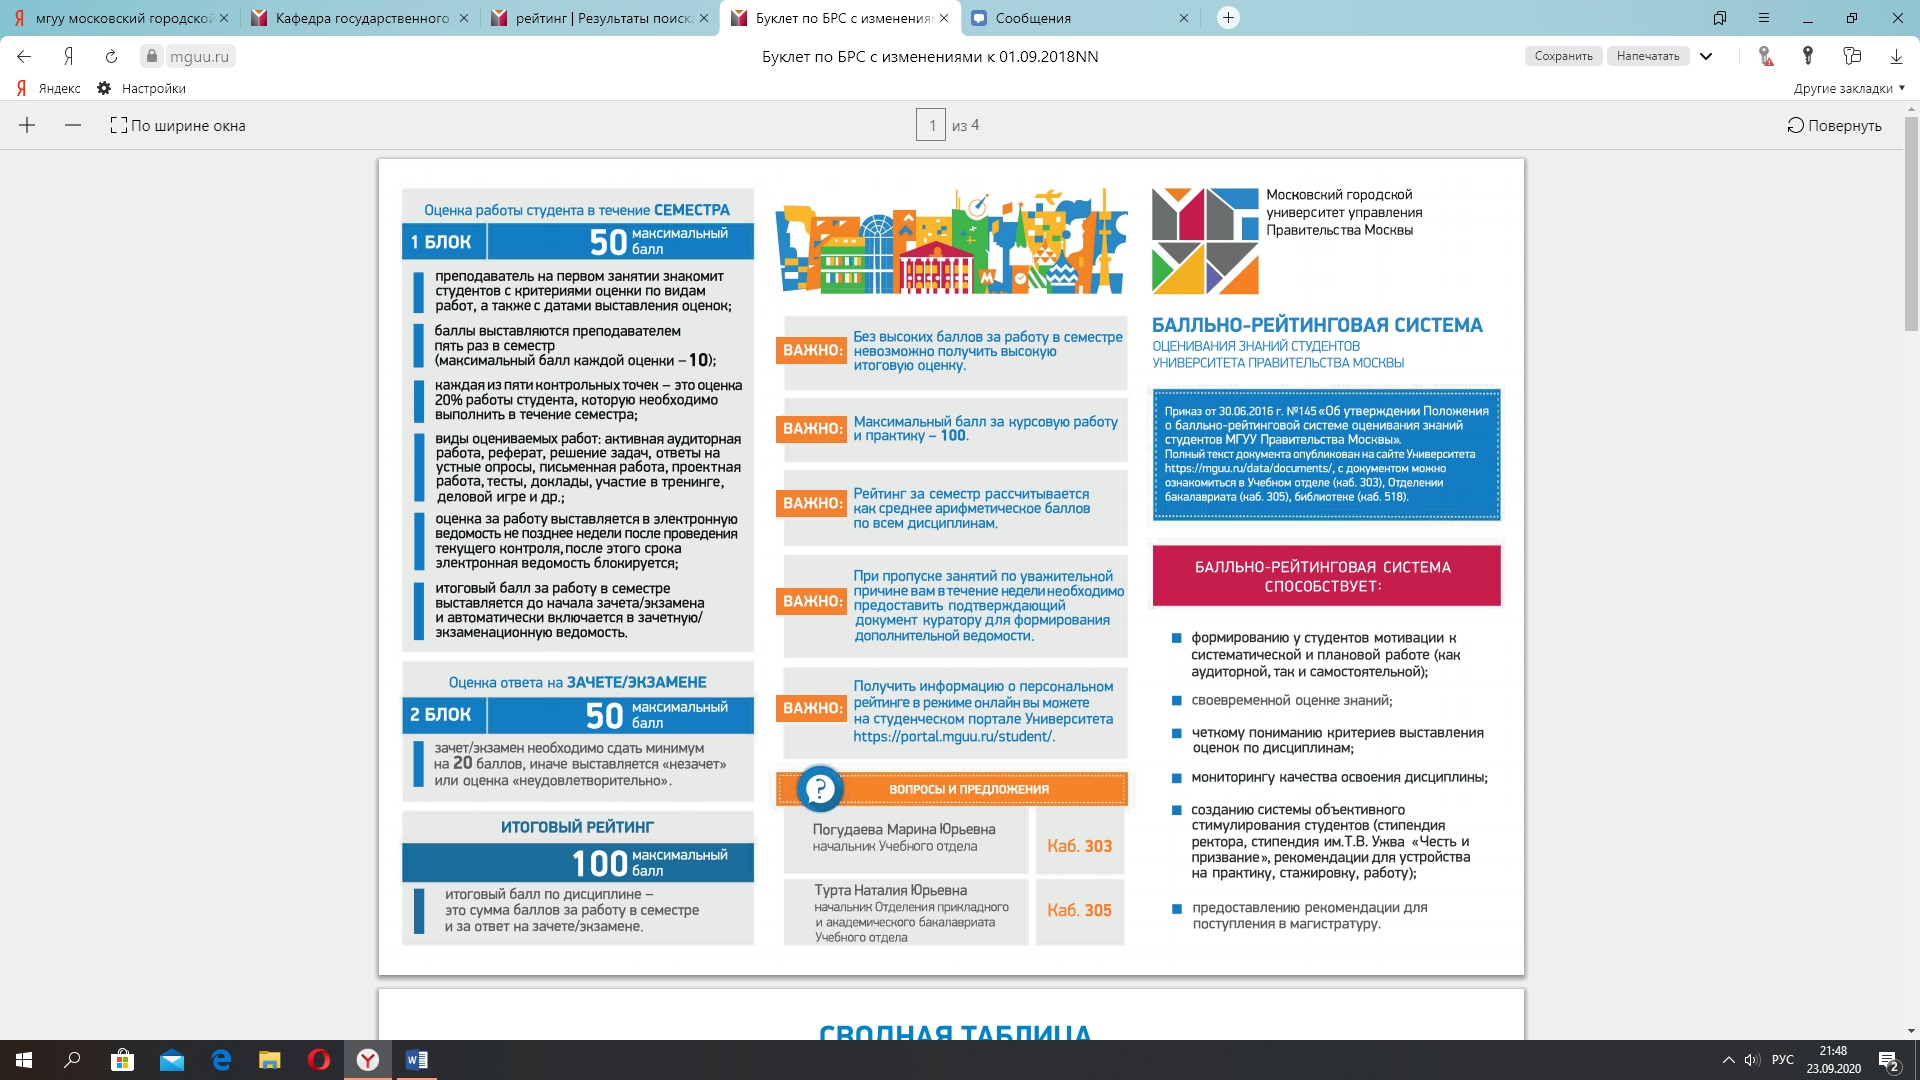 мгуу московский городской
Кафедра государственного
рейтинг | Результаты поиска
Буклет по БРС с изменениям
Сообщения
mguu.ru
Буклет по БРС с изменениями к 01.09.2018NN
Сохранить
Напечатать
Яндекс
Настройки
Другие закладки
По ширине окна
1 из 4
Повернуть
Оценка работы студента в течение СЕМЕСТРА
1 БЛОК
50 максимальный
балл
преподаватель на первом занятии знакомит
студентов с критериями оценки по видам
работ, а также с датами выставления оценок;
баллы выставляются преподавателем
пять раз в семестр
(максимальный балл каждой оценки – 10);
каждая из пяти контрольных точек – это оценка
20% работы студента, которую необходимо
выполнить в течение семестра;
виды оцениваемых работ: активная аудиторная
работа, реферат, решение задач, ответы на
устные опросы, письменная работа, проектная
работа, тесты, доклады, участие в тренинге,
деловой игре и др.;
оценка за работу выставляется в электронную
ведомость не позднее недели после проведения
текущего контроля, после этого срока
электронная ведомость блокируется;
итоговый балл за работу в семестре
выставляется до начала зачета/экзамена
и автоматически включается в зачетную/
экзаменационную ведомость.
Оценка ответа на ЗАЧЕТЕ/ЭКЗАМЕНЕ
2 БЛОК
50 максимальный
балл
зачет/экзамен необходимо сдать минимум
на 20 баллов, иначе выставляется «незачет»
или оценка «неудовлетворительно».
ИТОГОВЫЙ РЕЙТИНГ
100 максимальный
балл
итоговый балл по дисциплине –
это сумма баллов за работу в семестре
и за ответ на зачете/экзамене.
М
ВАЖНО:
Без высоких баллов за работу в семестре
невозможно получить высокую
итоговую оценку.
ВАЖНО:
Максимальный балл за курсовую работу
и практику – 100.
ВАЖНО:
Рейтинг за семестр рассчитывается
как среднее арифметическое баллов
по всем дисциплинам.
ВАЖНО:
При пропуске занятий по уважительной
причине вам в течение недели необходимо
предоставить подтверждающий
документ куратору для формирования
дополнительной ведомости.
ВАЖНО:
Получить информацию о персональном
рейтинге в режиме онлайн вы можете
на студенческом портале Университета
https://portal.mguu.ru/student/.
?
ВОПРОСЫ И ПРЕДЛОЖЕНИЯ
Погудаева Марина Юрьевна
начальник Учебного отдела
Каб. 303
Турта Наталия Юрьевна
начальник Отделения прикладного
и академического бакалавриата
Учебного отдела
Каб. 305
Московский городской
университет управления
Правительства Москвы
БАЛЛЬНО-РЕЙТИНГОВАЯ СИСТЕМА
ОЦЕНИВАНИЯ ЗНАНИЙ СТУДЕНТОВ
УНИВЕРСИТЕТА ПРАВИТЕЛЬСТВА МОСКВЫ
Приказ от 30.06.2016 г. №145 «Об утверждении Положения
о балльно-рейтинговой системе оценивания знаний
студентов МГУУ Правительства Москвы».
Полный текст документа опубликован на сайте Университета
https://mguu.ru/data/documents/, с документом можно
ознакомиться в Учебном отделе (каб. 303), Отделении
бакалавриата (каб. 305), библиотеке (каб. 518).
БАЛЛЬНО-РЕЙТИНГОВАЯ СИСТЕМА
СПОСОБСТВУЕТ:
формированию у студентов мотивации к
систематической и плановой работе (как
аудиторной, так и самостоятельной);
своевременной оценке знаний;
четкому пониманию критериев выставления
оценок по дисциплинам;
мониторингу качества освоения дисциплины;
созданию системы объективного
стимулирования студентов (стипендия
ректора, стипендия им.Т.В. Ужва «Честь и
призвание», рекомендации для устройства
на практику, стажировку, работу);
предоставлению рекомендации для
поступления в магистратуру.
СВОДНАЯ ТАБЛИЦА
РУС
21:48
23.09.2020
2